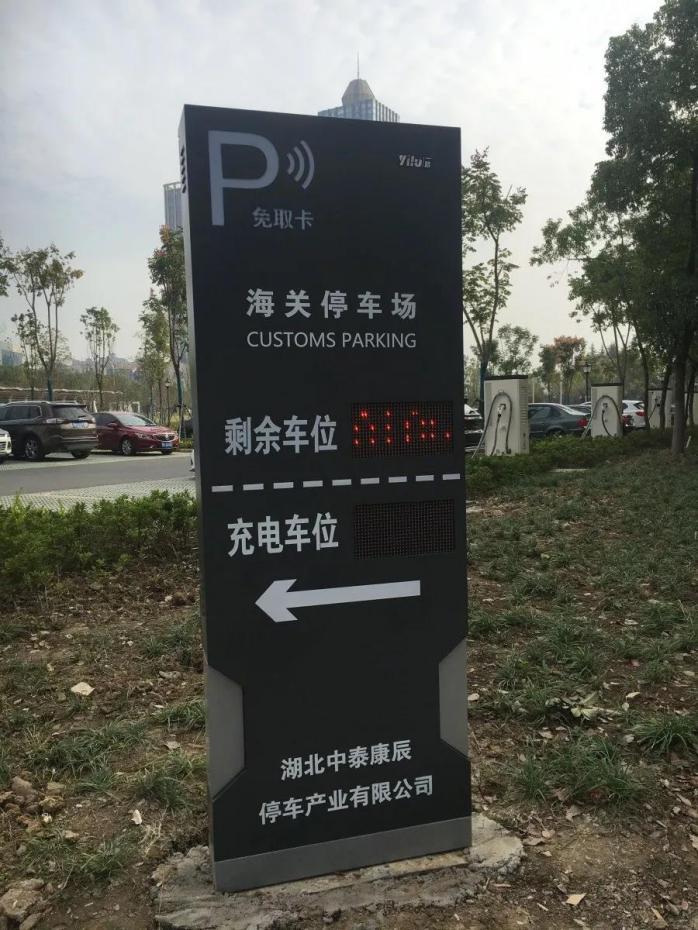 P
免取卡
海关停车场
CUSTOMS PARKING
剩余车位
充电车位
湖北中泰康辰
停车产业有限公司